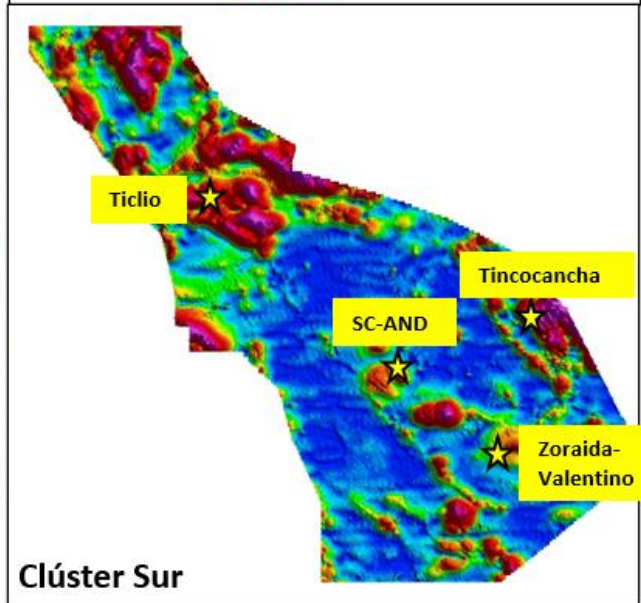 Ticlio
Tincocancha
SC-AND
Zoraida-
Valentino
Clúster Sur